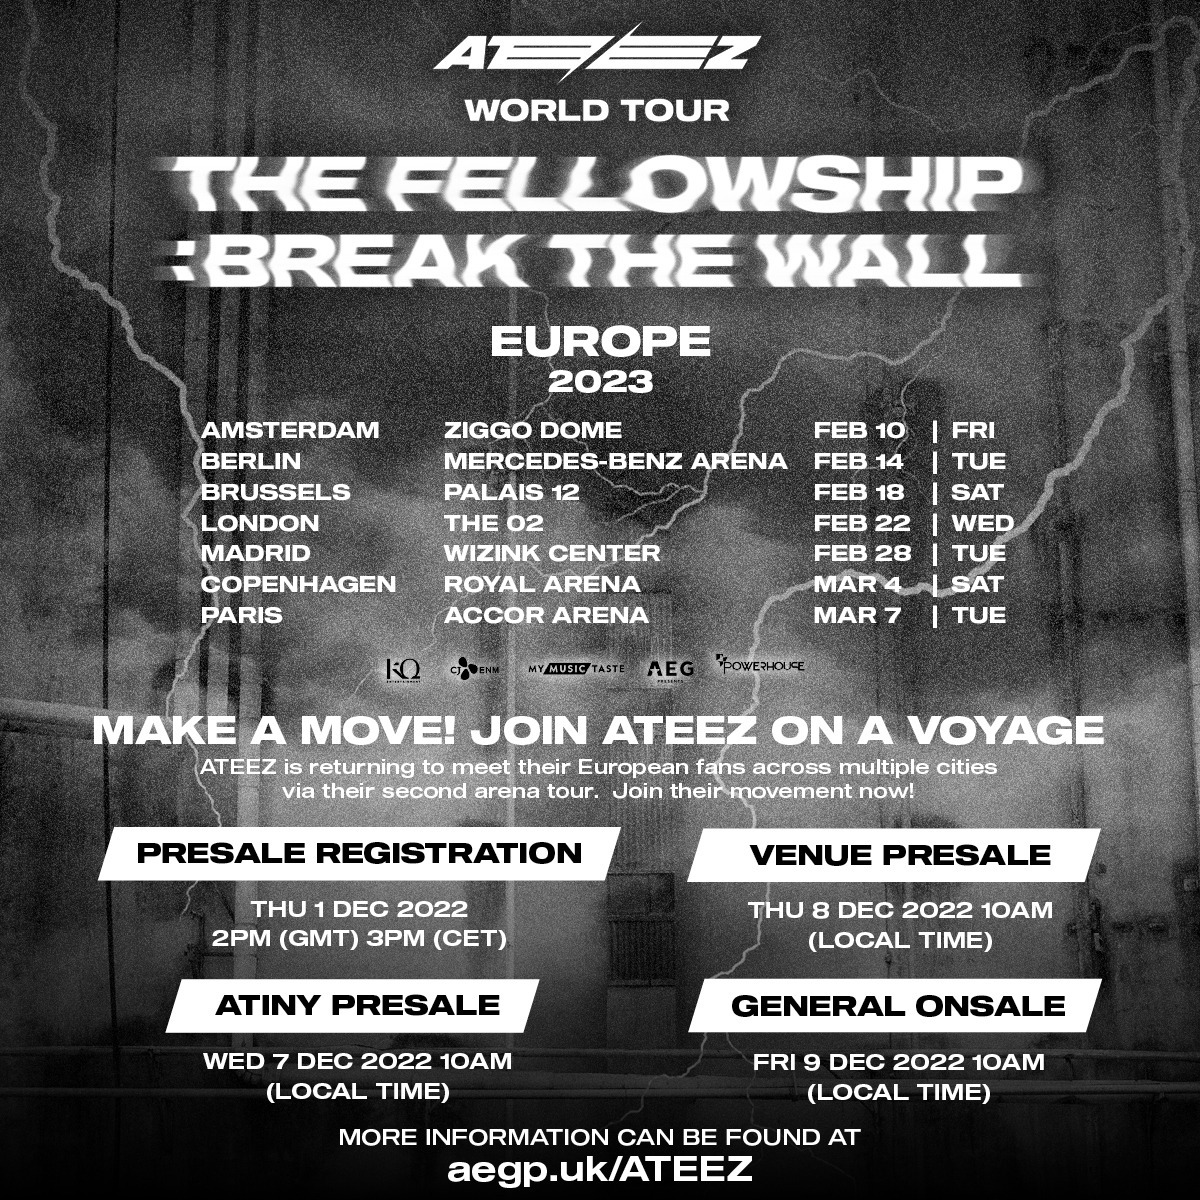 ATEEZ
WORLD TOUR
THE FELLOWSHIP
: BREAK THE WALL
EUROPE
2023
AMSTERDAM ZIGGO DOME FEB 10 | FRI
BERLIN MERCEDES-BENZ ARENA FEB 14 | TUE
BRUSSELS PALAIS 12 FEB 18 | SAT
LONDON THE O2 FEB 22 | WED
MADRID WIZINK CENTER FEB 28 | TUE
COPENHAGEN ROYAL ARENA MAR 4 | SAT
PARIS ACCOR ARENA MAR 7 | TUE
KQ ENTERTAINMENT CJ ENM MY MUSIC TASTE AEG PRESENTS POWERHOUSE
MAKE A MOVE! JOIN ATEEZ ON A VOYAGE
ATEEZ is returning to meet their European fans across multiple cities
via their second arena tour. Join their movement now!
PRESALE REGISTRATION
THU 1 DEC 2022
2PM (GMT) 3PM (CET)
VENUE PRESALE
THU 8 DEC 2022 10AM
(LOCAL TIME)
ATINY PRESALE
WED 7 DEC 2022 10AM
(LOCAL TIME)
GENERAL ONSALE
FRI 9 DEC 2022 10AM
(LOCAL TIME)
MORE INFORMATION CAN BE FOUND AT
aegp.uk/ATEEZ